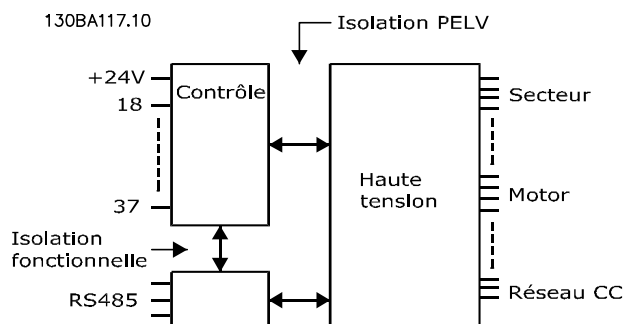 130BA117.10
Isolation PELV
+24V
Contrôle
18
Secteur
Haute
tension
Motor
37
Isolation
fonctionnelle
RS485
Réseau CC